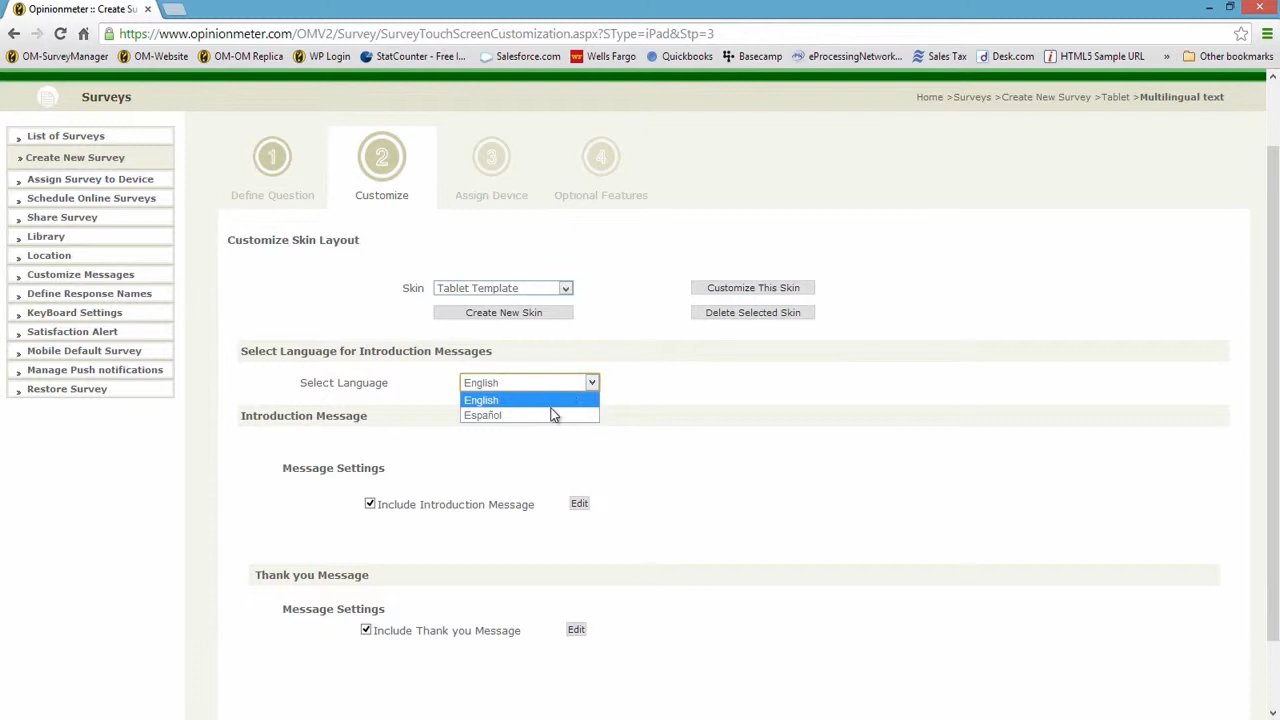 Opinionmeter :: Create Sur
https://www.opinionmeter.com/OMV2/Survey/SurveyTouchScreenCustomization.aspx?SType=iPad&Stp=3
OM-SurveyManager OM-Website OM-OM Replica WP Login StatCounter - Free I... Salesforce.com Wells Fargo Quickbooks Basecamp eProcessingNetwork... Sales Tax Desk.com HTML5 Sample URL » Other bookmarks
Surveys
Home >Surveys >Create New Survey >Tablet >Multilingual text
List of Surveys
Create New Survey
Assign Survey to Device
Schedule Online Surveys
Share Survey
Library
Location
Customize Messages
Define Response Names
KeyBoard Settings
Satisfaction Alert
Mobile Default Survey
Manage Push notifications
Restore Survey
1 2 3 4
Define Question Customize Assign Device Optional Features
Customize Skin Layout
Skin Tablet Template Customize This Skin
Create New Skin Delete Selected Skin
Select Language for Introduction Messages
Select Language English
English
Español
Introduction Message
Message Settings
Include Introduction Message Edit
Thank you Message
Message Settings
Include Thank you Message Edit